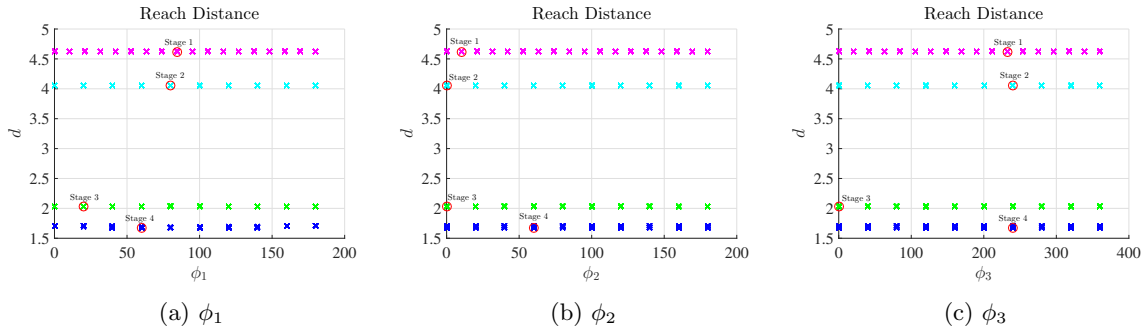 Reach Distance
5
4.5
4
3.5
3
2.5
2
1.5
d
Stage 1
Stage 2
Stage 3
Stage 4
0 50 100 150 200
ϕ1
(a) ϕ1
Reach Distance
5
4.5
4
3.5
3
2.5
2
1.5
d
Stage 1
Stage 2
Stage 3
Stage 4
0 50 100 150 200
ϕ2
(b) ϕ2
Reach Distance
5
4.5
4
3.5
3
2.5
2
1.5
d
Stage 1
Stage 2
Stage 3
Stage 4
0 100 200 300 400
ϕ3
(c) ϕ3